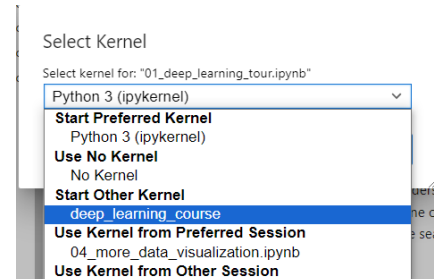 Select Kernel
Select kernel for: "01_deep_learning_tour.ipynb"
Python 3 (ipykernel)
Start Preferred Kernel
Python 3 (ipykernel)
Use No Kernel
No Kernel
Start Other Kernel
deep_learning_course
Use Kernel from Preferred Session
04_more_data_visualization.ipynb
Use Kernel from Other Session